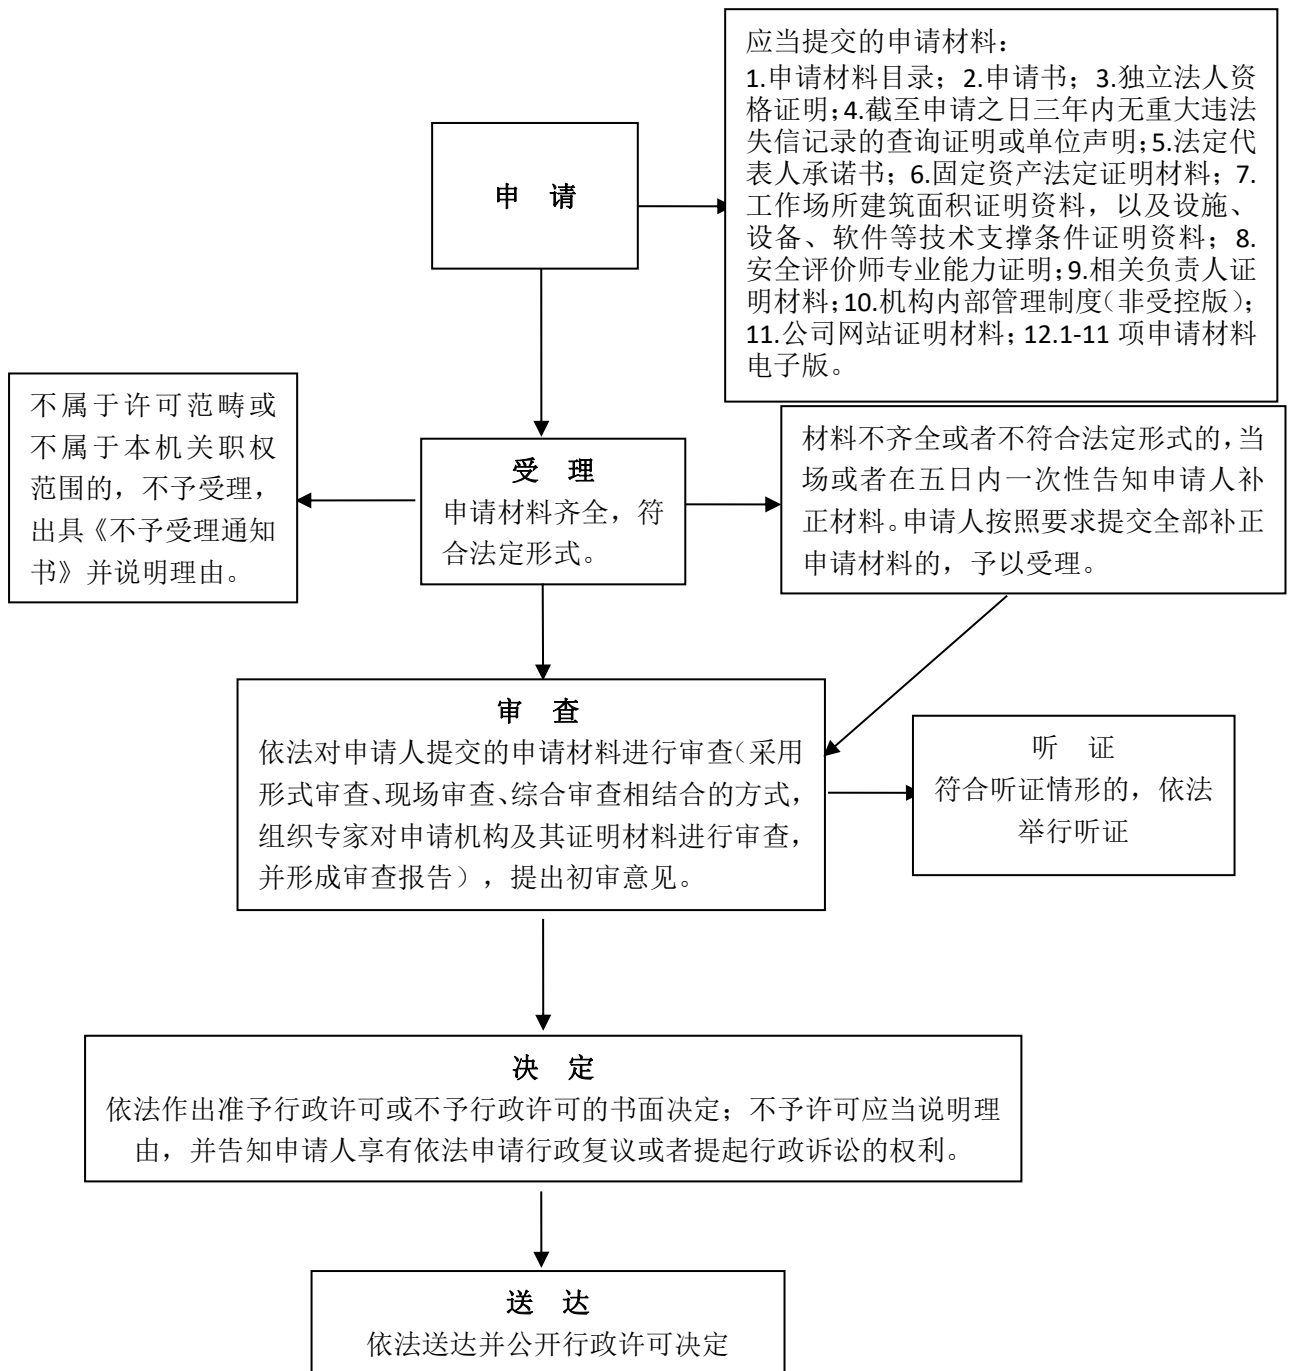 申 请
应当提交的申请材料：
1.申请材料目录；2.申请书；3.独立法人资
格证明；4.截至申请之日三年内无重大违法
失信记录的查询证明或单位声明；5.法定代
表人承诺书；6.固定资产法定证明材料；7.
工作场所建筑面积证明资料，以及设施、
设备、软件等技术支撑条件证明资料；8.
安全评价师专业能力证明；9.相关负责人证
明材料；10.机构内部管理制度（非受控版）；
11.公司网站证明材料；12.1-11 项申请材料
电子版。
不属于许可范畴或
不属于本机关职权
范围的，不予受理，
出具《不予受理通知
书》并说明理由。
受 理
申请材料齐全，符
合法定形式。
材料不齐全或者不符合法定形式的，当
场或者在五日内一次性告知申请人补
正材料。申请人按照要求提交全部补正
申请材料的，予以受理。
审 查
依法对申请人提交的申请材料进行审查（采用
形式审查、现场审查、综合审查相结合的方式，
组织专家对申请机构及其证明材料进行审查，
并形成审查报告），提出初审意见。
听 证
符合听证情形的，依法
举行听证
决 定
依法作出准予行政许可或不予行政许可的书面决定；不予许可应当说明理
由，并告知申请人享有依法申请行政复议或者提起行政诉讼的权利。
送 达
依法送达并公开行政许可决定